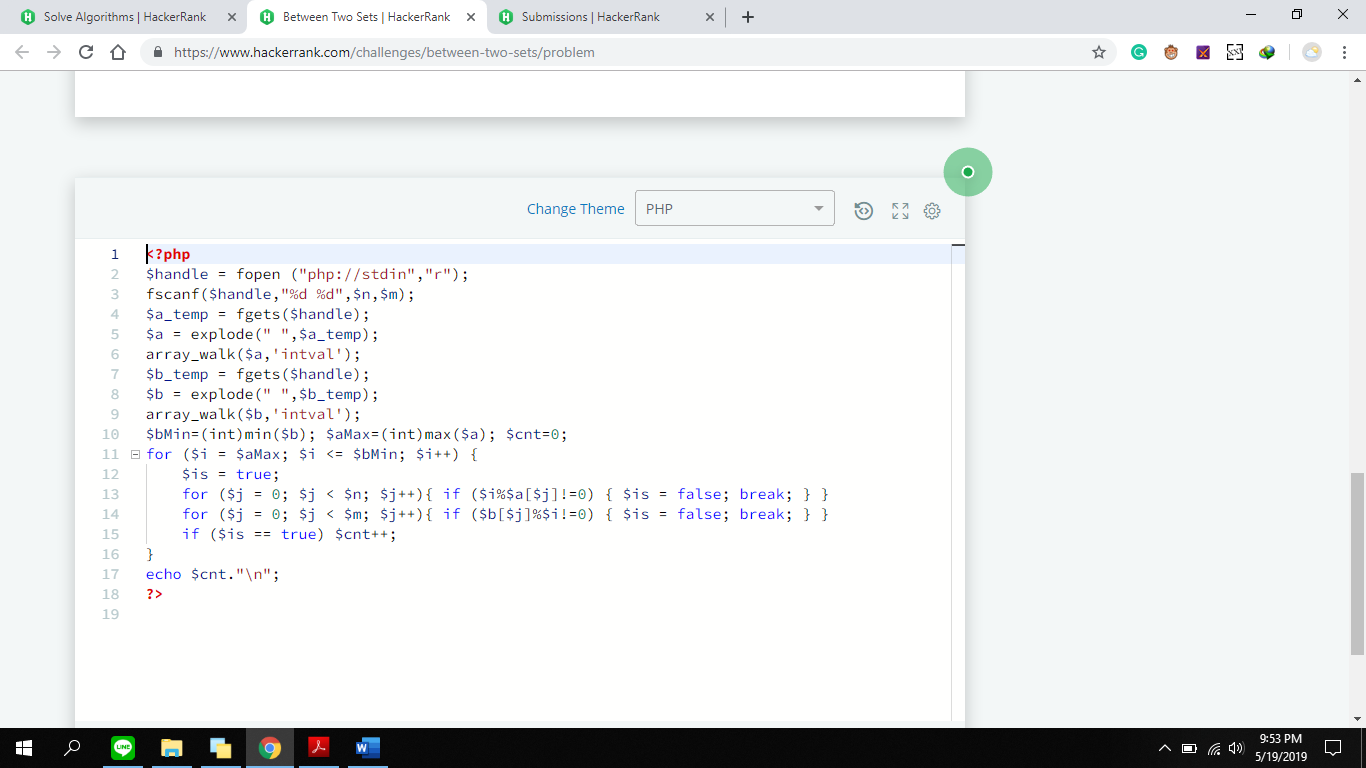 Solve Algorithms | HackerRank
Between Two Sets | HackerRank
Submissions | HackerRank
https://www.hackerrank.com/challenges/between-two-sets/problem
Change Theme
PHP
1 <?php
2 $handle = fopen ("php://stdin","r");
3 fscanf($handle,"%d %d",$n,$m);
4 $a_temp = fgets($handle);
5 $a = explode(" ",$a_temp);
6 array_walk($a,'intval');
7 $b_temp = fgets($handle);
8 $b = explode(" ",$b_temp);
9 array_walk($b,'intval');
10 $bMin=(int)min($b); $aMax=(int)max($a); $cnt=0;
11 for ($i = $aMax; $i <= $bMin; $i++) {
12     $is = true;
13     for ($j = 0; $j < $n; $j++){ if ($i%$a[$j]!=0) { $is = false; break; } }
14     for ($j = 0; $j < $m; $j++){ if ($b[$j]%$i!=0) { $is = false; break; } }
15     if ($is == true) $cnt++;
16 }
17 echo $cnt."\n";
18 ?>
19
LINE
9:53 PM
5/19/2019